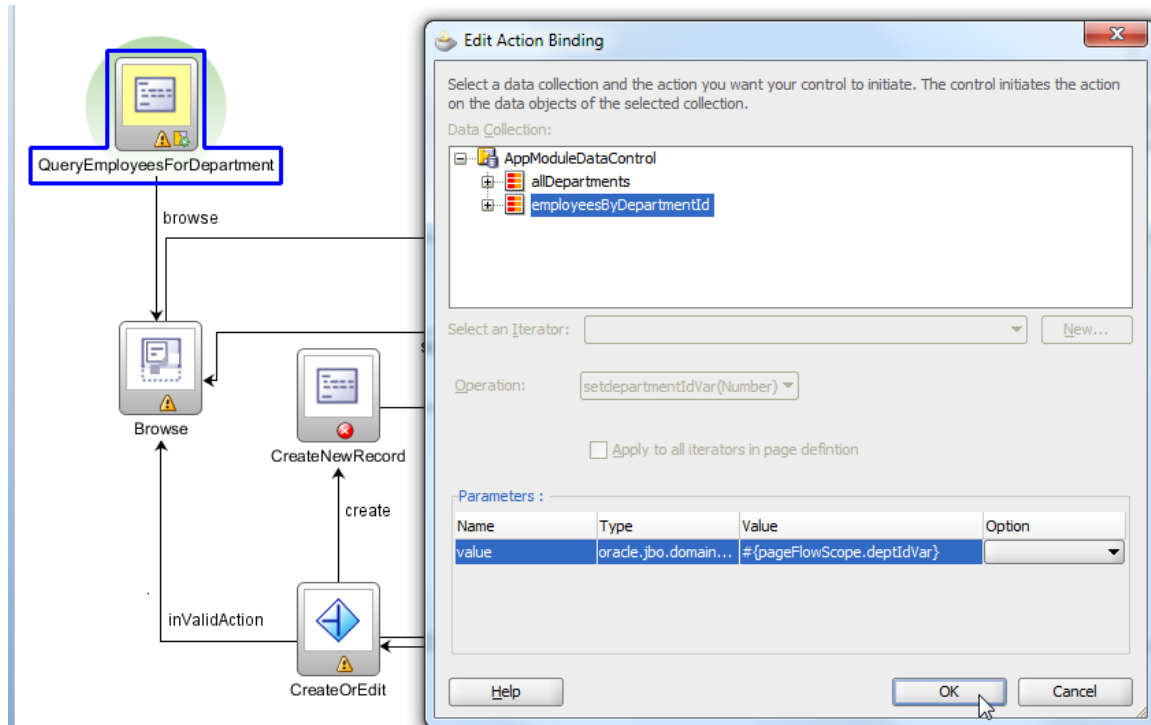 QueryEmployeesForDepartment
browse
Browse
CreateNewRecord
create
inValidAction
CreateOrEdit
Edit Action Binding
Select a data collection and the action you want your control to initiate. The control initiates the action
on the data objects of the selected collection.
Data Collection:
AppModuleDataControl
allDepartments
employeesByDepartmentId
Select an Iterator:
New...
Operation:
setdepartmentIdVar(Number)
Apply to all iterators in page defintion
Parameters :
Name Type Value Option
value oracle.jbo.domain... #{pageFlowScope.deptIdVar}
Help OK Cancel